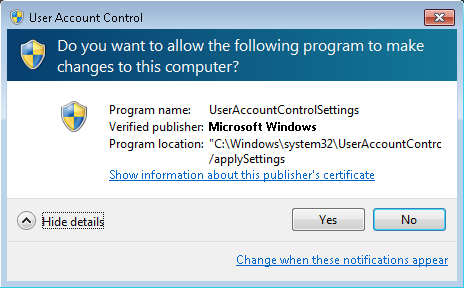 User Account Control
Do you want to allow the following program to make
changes to this computer?
Program name: UserAccountControlSettings
Verified publisher: Microsoft Windows
Program location: "C:\Windows\system32\UserAccountContrc
/applySettings
Show information about this publisher's certificate
Hide details
Yes
No
Change when these notifications appear